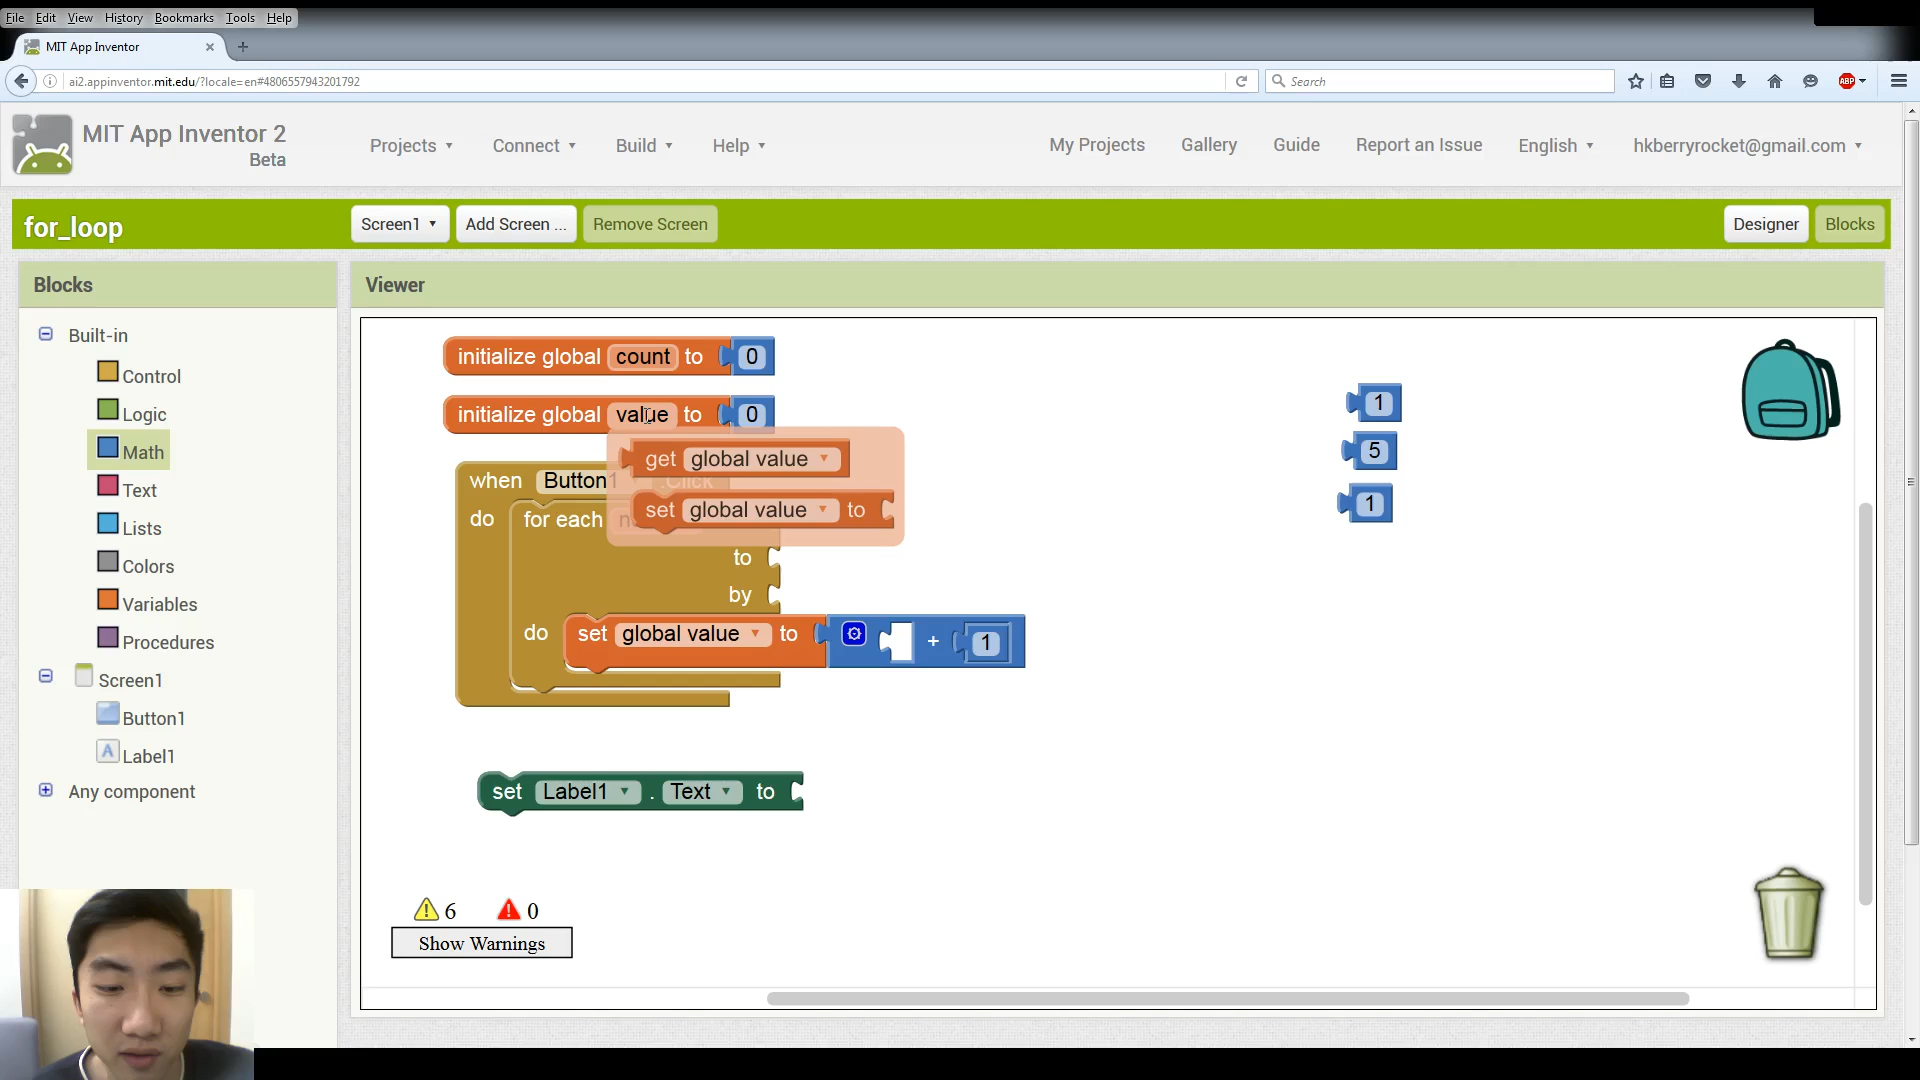 File Edit View History Bookmarks Tools Help
MIT App Inventor
ai2.appinventor.mit.edu/?locale=en#4806557943201792
Search
ABP
MIT App Inventor 2
Beta
Projects Connect Build Help
My Projects Gallery Guide Report an Issue English hkberryrocket@gmail.com
for_loop
Screen1 Add Screen ... Remove Screen
Designer Blocks
Blocks
Viewer
Built-in
Control
Logic
Math
Text
Lists
Colors
Variables
Procedures
Screen1
Button1
A Label1
Any component
initialize global count to 0
initialize global value to 0
get global value
set global value to
when Button1 .Click
do for each
to
by
do set global value to + 1
set Label1 . Text to
1
5
1
6 0
Show Warnings